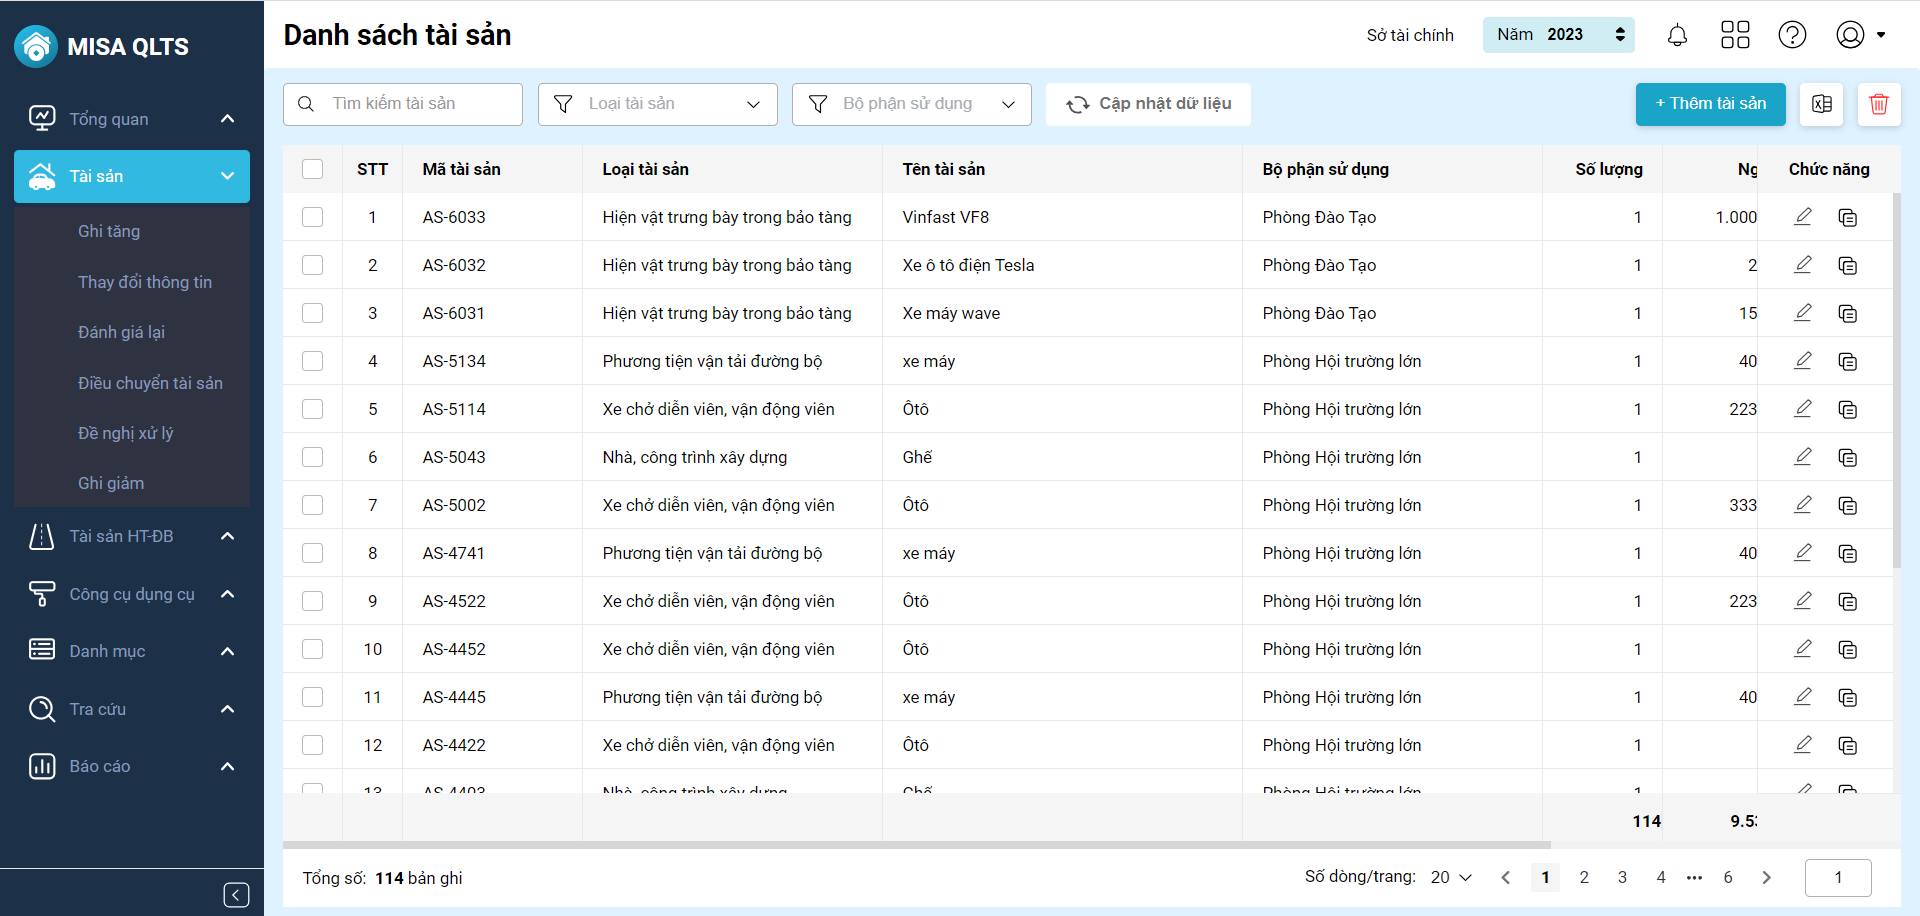 MISA QLTS
Tổng quan
Tài sản
Ghi tăng
Thay đổi thông tin
Đánh giá lại
Điều chuyển tài sản
Đề nghị xử lý
Ghi giảm
Tài sản HT-ĐB
Công cụ dụng cụ
Danh mục
Tra cứu
Báo cáo
Danh sách tài sản
Sở tài chính
Năm 2023
Tìm kiếm tài sản
Loại tài sản
Bộ phận sử dụng
Cập nhật dữ liệu
+ Thêm tài sản
STT Mã tài sản Loại tài sản Tên tài sản Bộ phận sử dụng Số lượng Ng Chức năng
1 AS-6033 Hiện vật trưng bày trong bảo tàng Vinfast VF8 Phòng Đào Tạo 1 1.000
2 AS-6032 Hiện vật trưng bày trong bảo tàng Xe ô tô điện Tesla Phòng Đào Tạo 1 2
3 AS-6031 Hiện vật trưng bày trong bảo tàng Xe máy wave Phòng Đào Tạo 1 15
4 AS-5134 Phương tiện vận tải đường bộ xe máy Phòng Hội trường lớn 1 40
5 AS-5114 Xe chở diễn viên, vận động viên Ôtô Phòng Hội trường lớn 1 223
6 AS-5043 Nhà, công trình xây dựng Ghế Phòng Hội trường lớn 1
7 AS-5002 Xe chở diễn viên, vận động viên Ôtô Phòng Hội trường lớn 1 333
8 AS-4741 Phương tiện vận tải đường bộ xe máy Phòng Hội trường lớn 1 40
9 AS-4522 Xe chở diễn viên, vận động viên Ôtô Phòng Hội trường lớn 1 223
10 AS-4452 Xe chở diễn viên, vận động viên Ôtô Phòng Hội trường lớn 1
11 AS-4445 Phương tiện vận tải đường bộ xe máy Phòng Hội trường lớn 1 40
12 AS-4422 Xe chở diễn viên, vận động viên Ôtô Phòng Hội trường lớn 1
13 AS-4403 Nhà, công trình xây dựng Ghế Phòng Hội trường lớn 1
114 9.53
Tổng số: 114 bản ghi
Số dòng/trang: 20 1 2 3 4 ••• 6 1